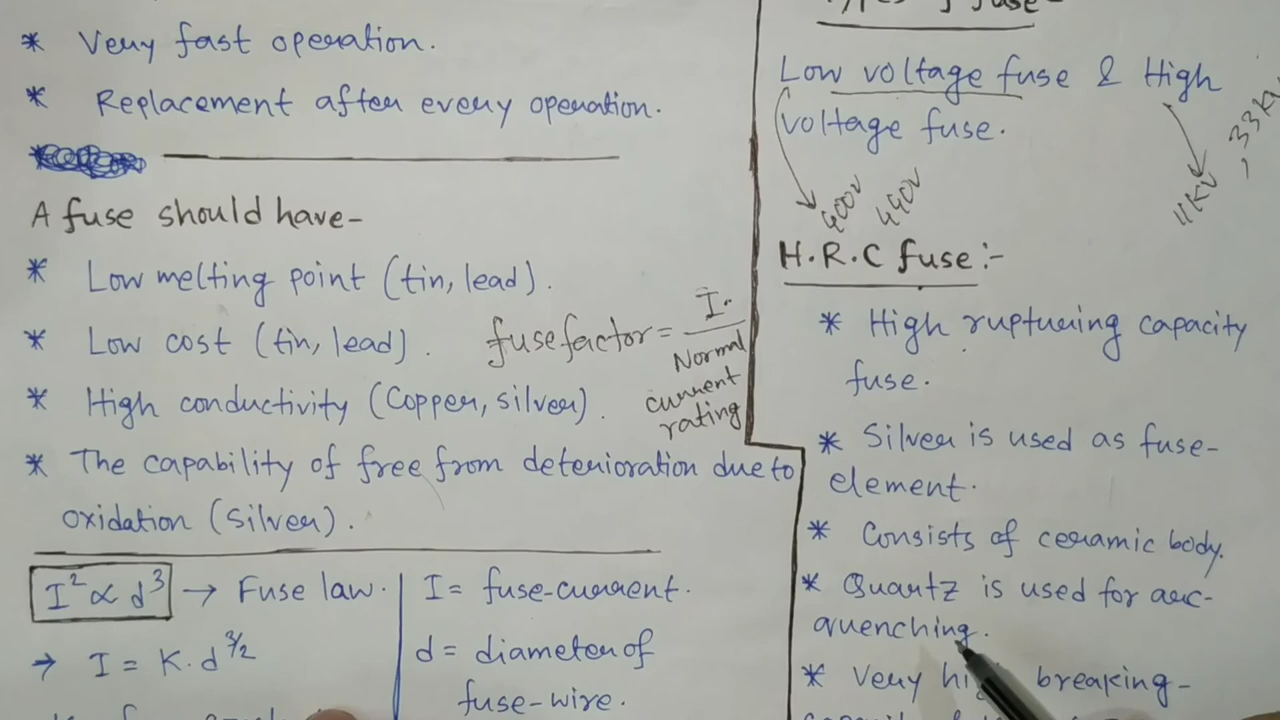 * Very fast operation.
* Replacement after every operation.
A fuse should have-
* Low melting point (tin, lead).
* Low cost (tin, lead).
fuse factor = I. / Normal
current
rating
* High conductivity (Copper, silver).
* The capability of free from deterioration due to
oxidation (Silver).
I² ∝ d³ → Fuse law.
→ I = K.d^3/2
I = fuse-current.
d = diameter of
fuse-wire.
fuse-
Low voltage fuse & High
voltage fuse.
400V 440V
11KV, 33KV
H.R.C fuse:-
* High rupturing capacity
fuse.
* Silver is used as fuse-
element.
* Consists of ceramic body.
* Quartz is used for arc-
quenching.
* Very breaking-